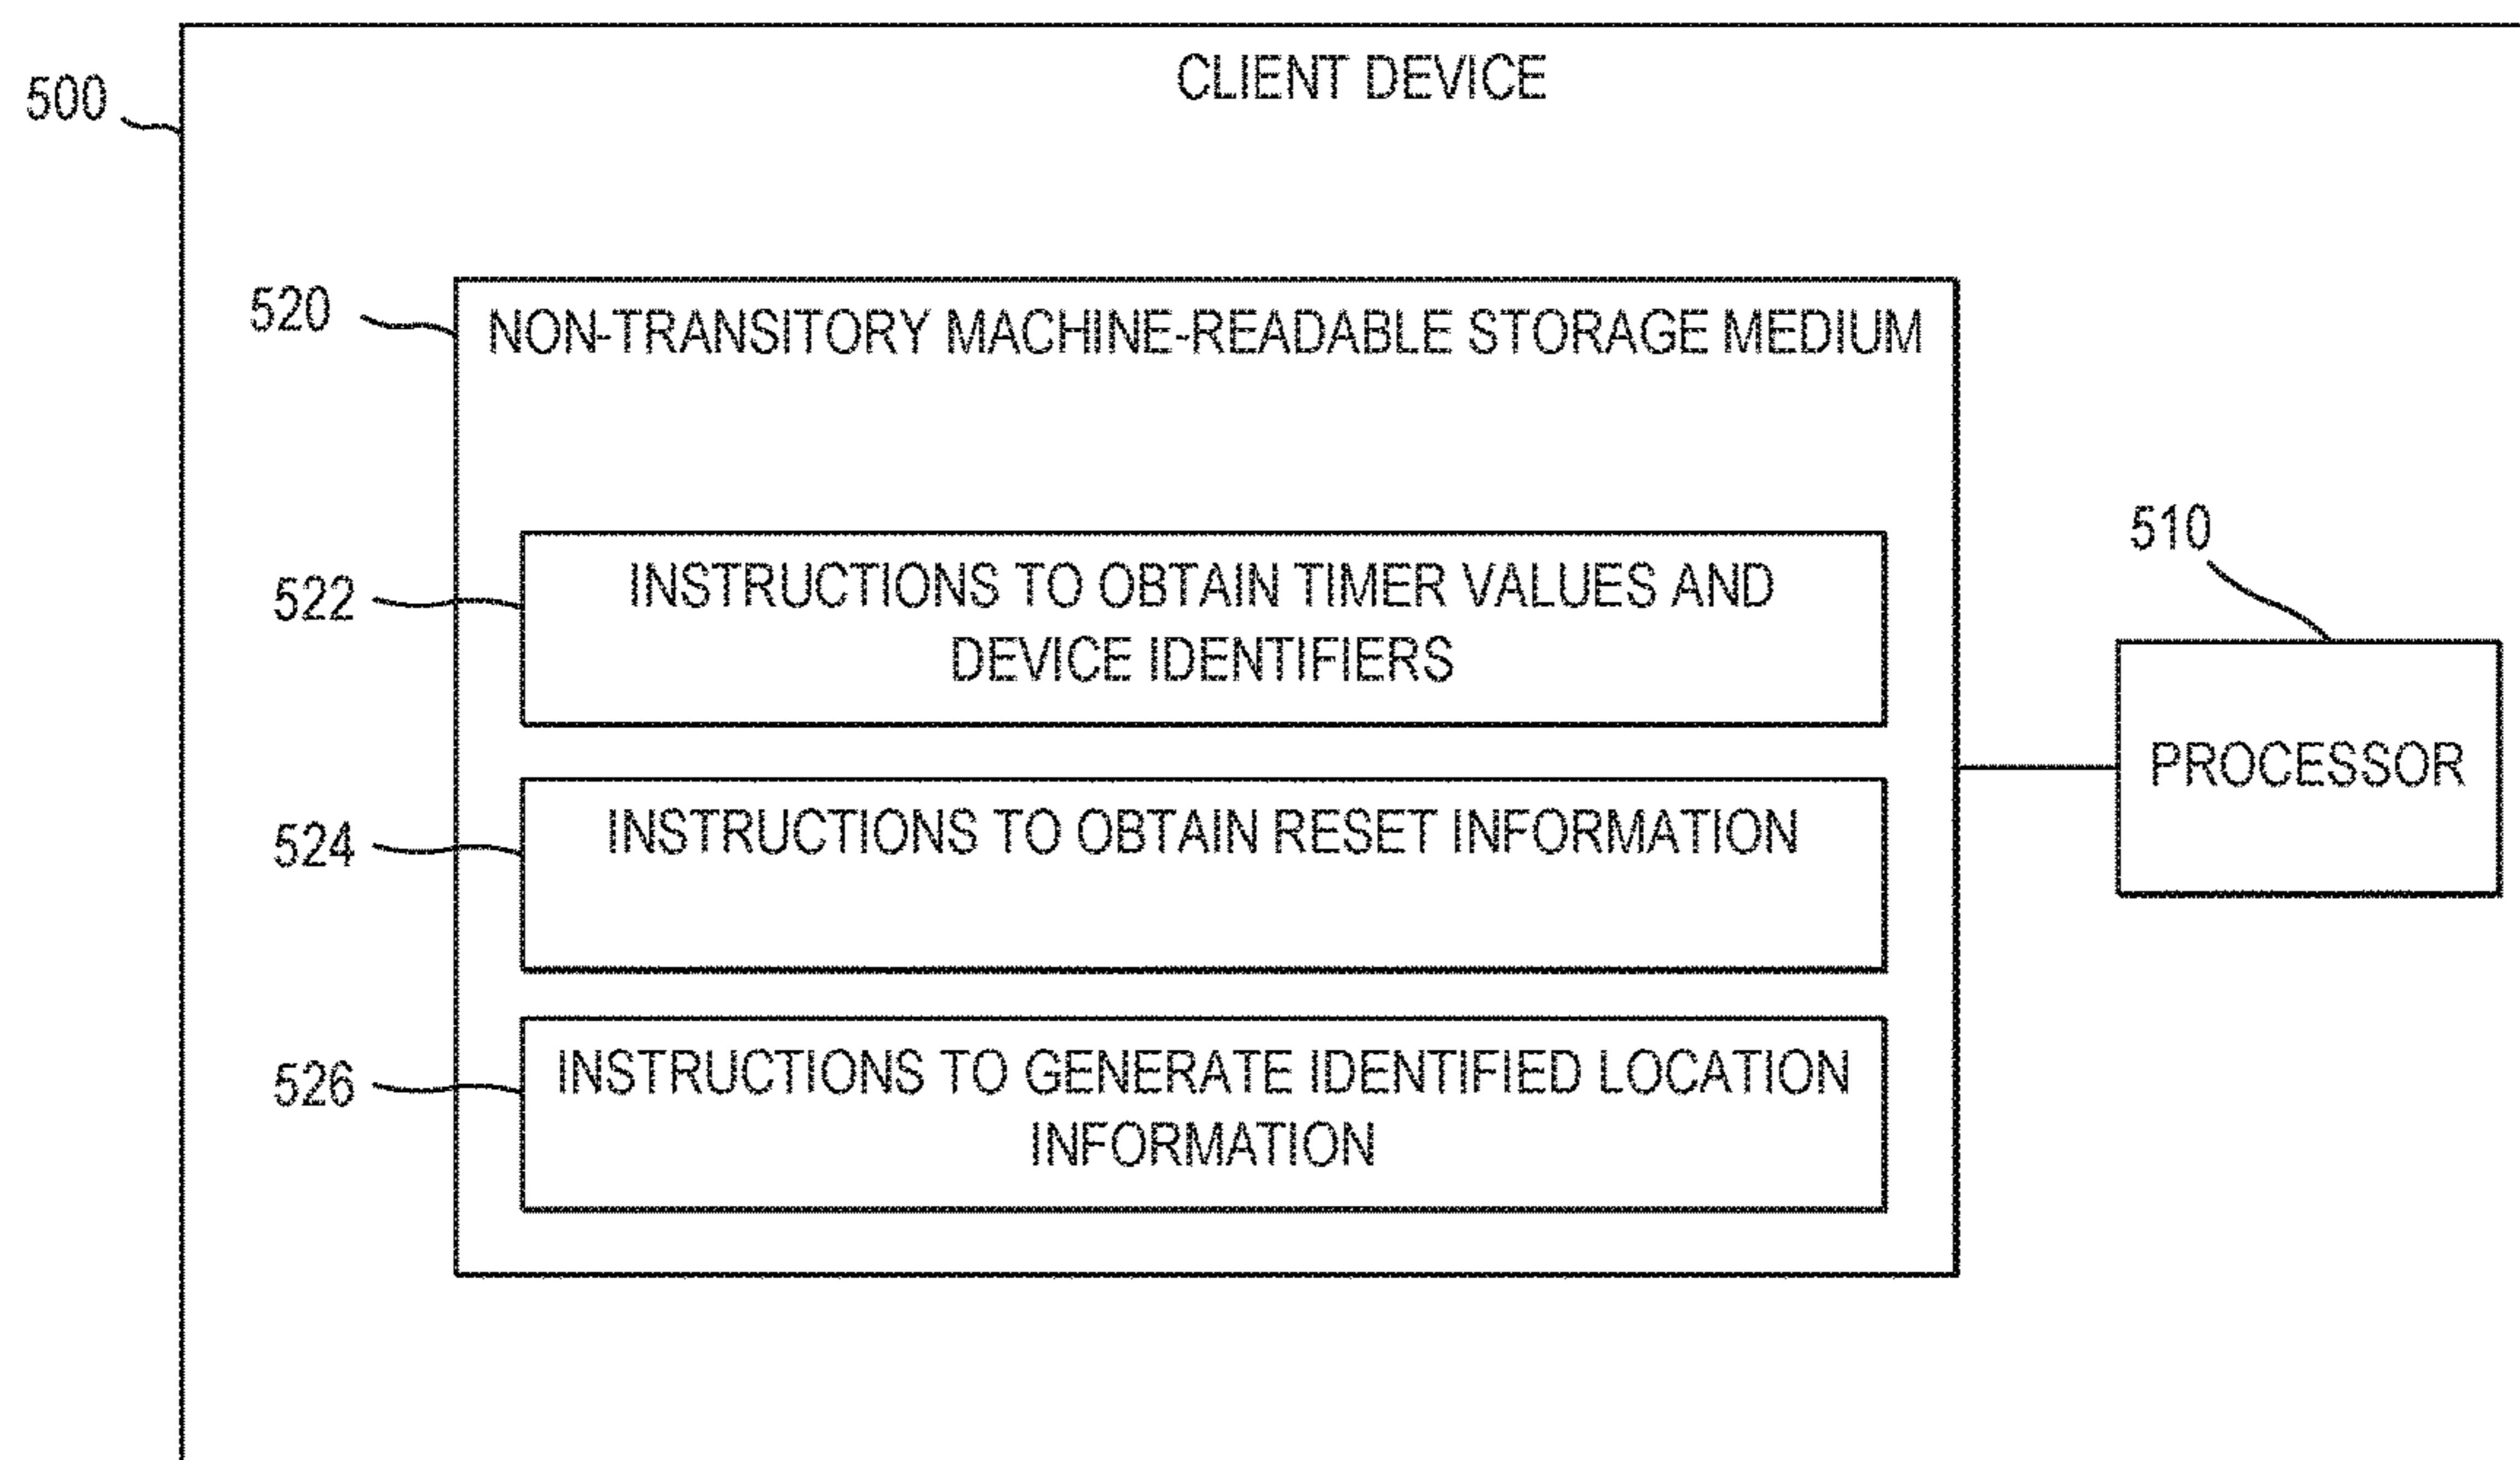 CLIENT DEVICE
500
520
NON-TRANSITORY MACHINE-READABLE STORAGE MEDIUM
510
522
INSTRUCTIONS TO OBTAIN TIMER VALUES AND
DEVICE IDENTIFIERS
PROCESSOR
524
INSTRUCTIONS TO OBTAIN RESET INFORMATION
526
INSTRUCTIONS TO GENERATE IDENTIFIED LOCATION
INFORMATION